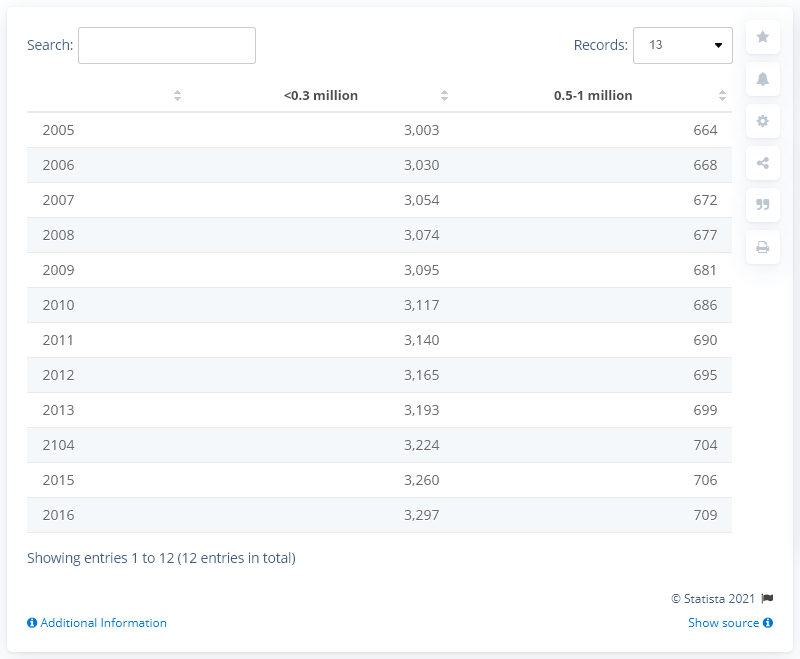 Search: Records: 13
<0.3 million 0.5-1 million
2005 3,003 664
2006 3,030 668
2007 3,054 672
2008 3,074 677
2009 3,095 681
2010 3,117 686
2011 3,140 690
2012 3,165 695
2013 3,193 699
2104 3,224 704
2015 3,260 706
2016 3,297 709
Showing entries 1 to 12 (12 entries in total)
© Statista 2021
Additional Information Show source